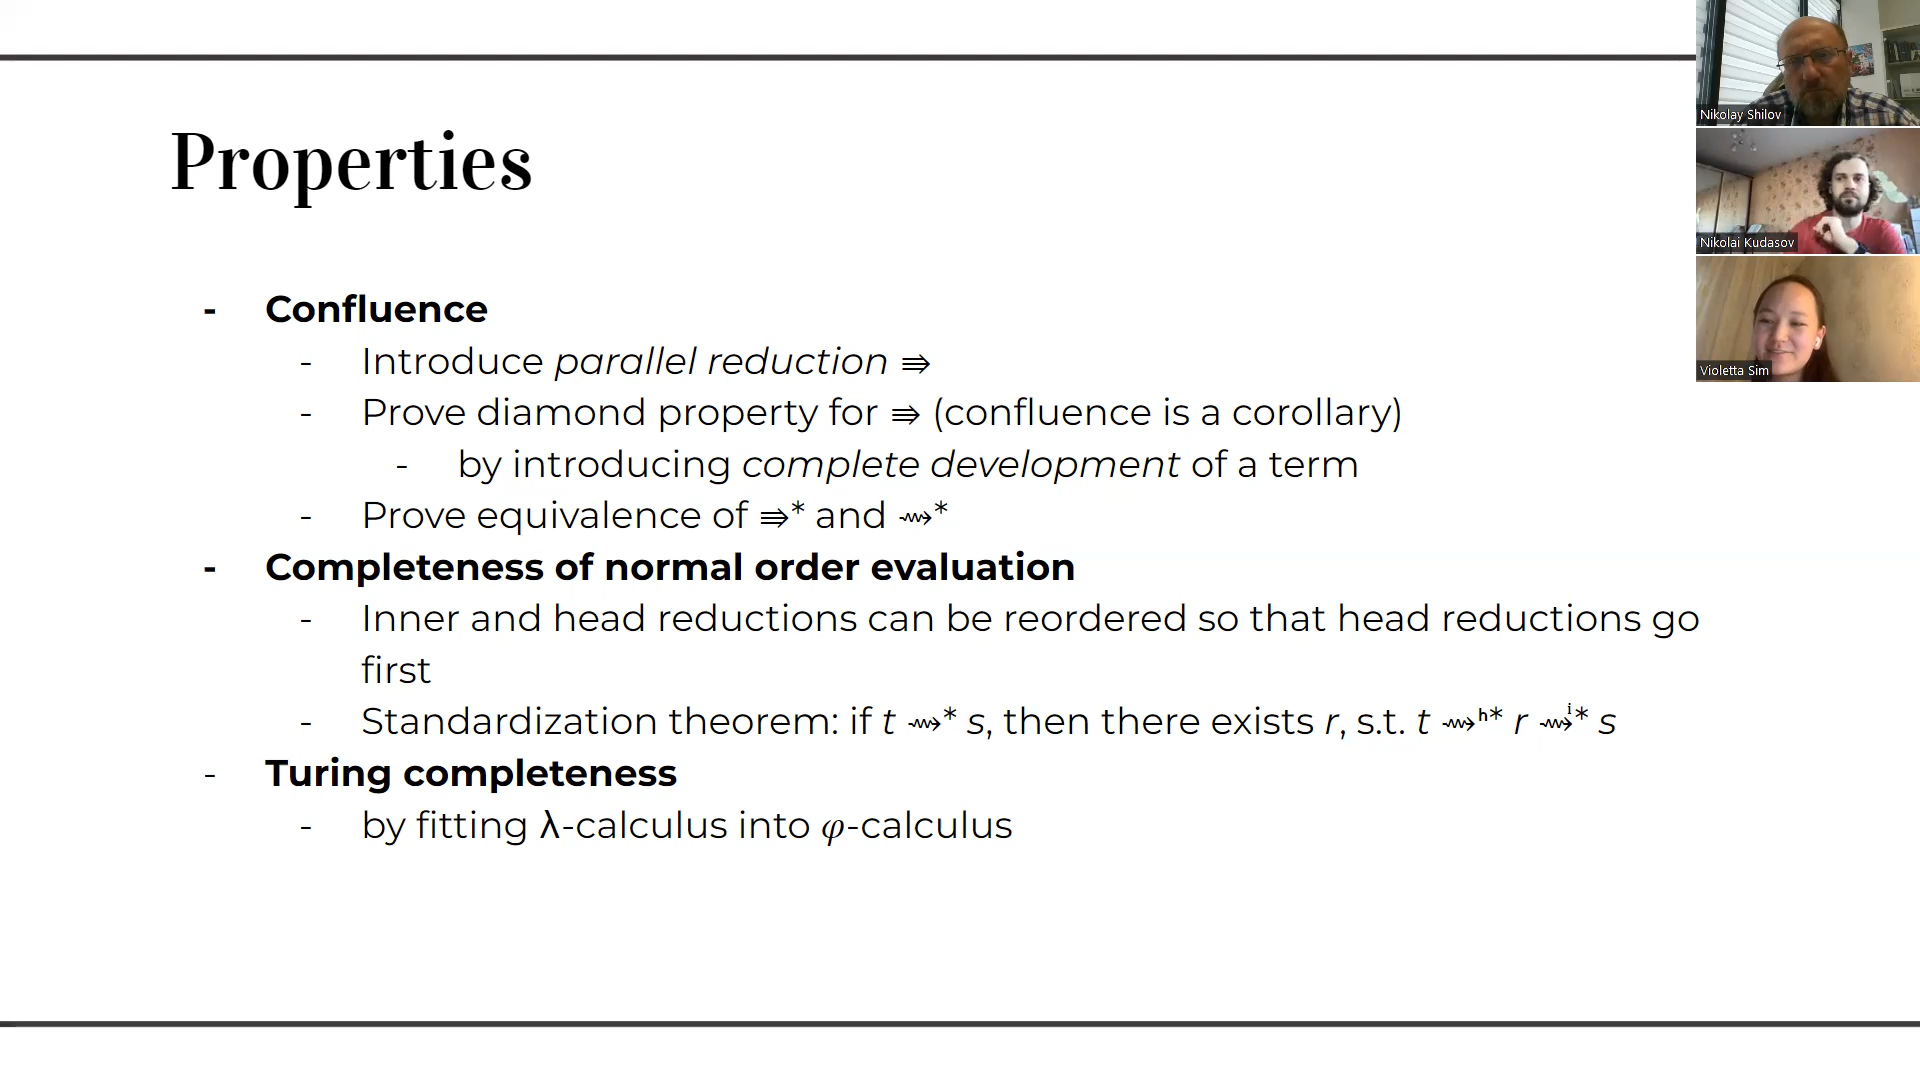 Properties
- Confluence
- Introduce parallel reduction ⇛
- Prove diamond property for ⇛ (confluence is a corollary)
- by introducing complete development of a term
- Prove equivalence of ⇛* and ⇝*
- Completeness of normal order evaluation
- Inner and head reductions can be reordered so that head reductions go
first
- Standardization theorem: if t ⇝* s, then there exists r, s.t. t ⇝ʰ* r ⇝ⁱ* s
- Turing completeness
- by fitting λ-calculus into 𝜑-calculus
Nikolay Shilov
Nikolai Kudasov
Violetta Sim